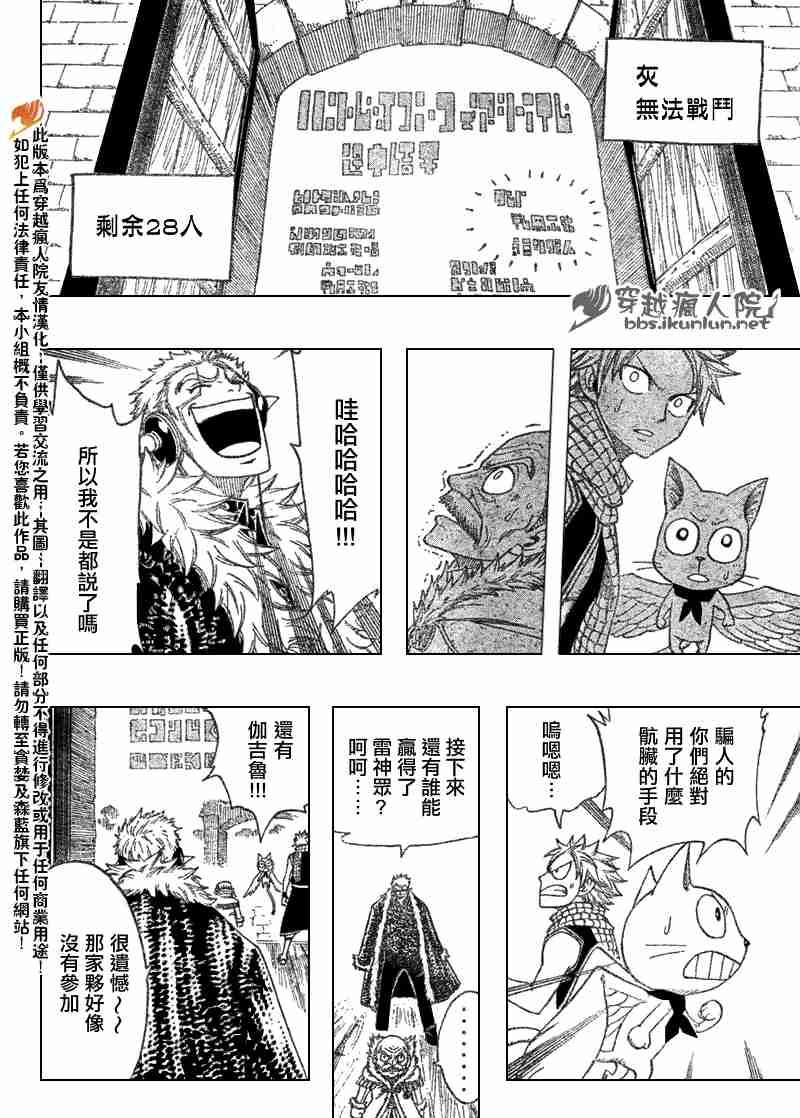 灰
無法戰鬥
剩余28人
穿越瘋人院
bbs.ikunlun.net
哇哈哈哈哈!!!
所以我不是都說了嗎
騙人的
你們絕對
用了什麼
骯臟的手段
嗚嗯嗯…
接下來
還有誰能
贏得了
雷神眾?
呵呵……
………
還有
伽吉魯
!!!
很遺憾~~
那家夥好像
沒有參加
此版本爲穿越瘋人院友情漢化,僅供學習交流之用;其圖、翻譯以及任何部分不得進行修改或用于任何商業用途!
如犯上任何法律責任,本小組概不負責。若您喜歡此作品,請購買正版!請勿轉至貪婪及森藍旗下任何網站!